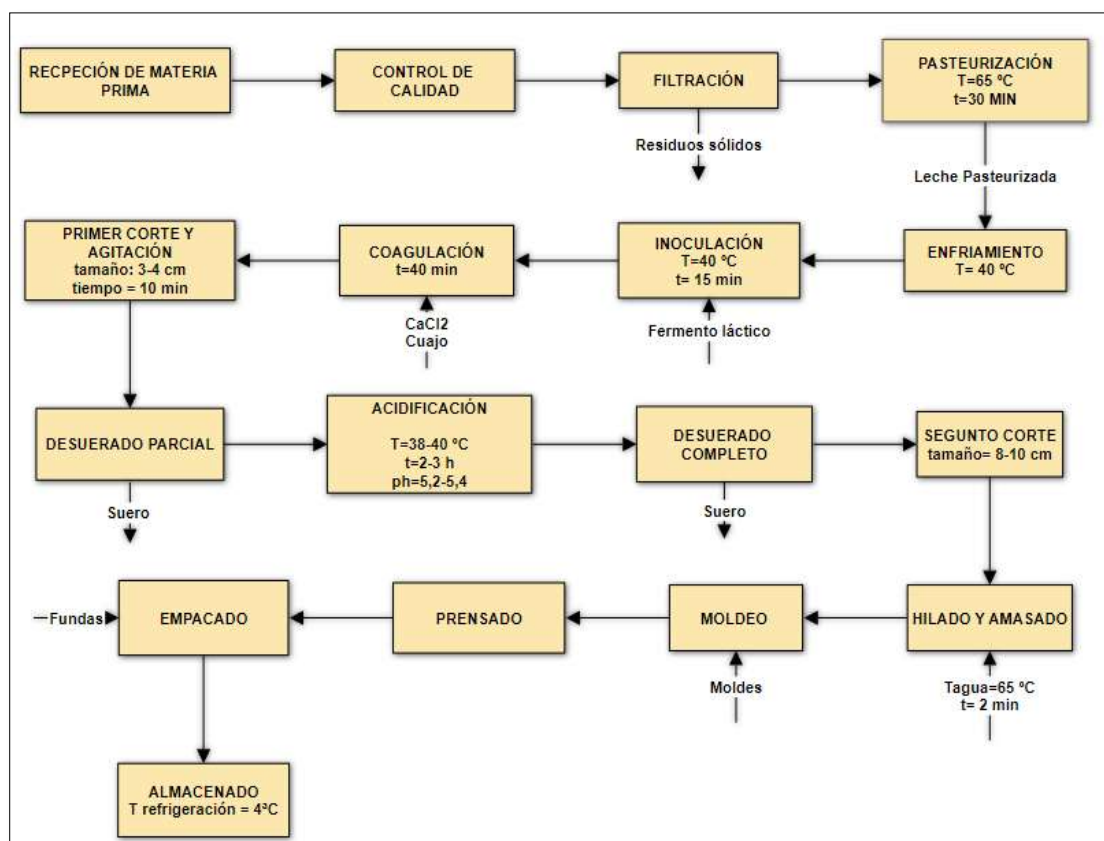 RECPECIÓN DE MATERIA
PRIMA
CONTROL DE
CALIDAD
FILTRACIÓN
PASTEURIZACIÓN
T=65 ºC
t=30 MIN
Residuos sólidos
Leche Pasteurizada
ENFRIAMIENTO
T= 40 ºC
INOCULACIÓN
T=40 ºC
t= 15 min
Fermento láctico
COAGULACIÓN
t=40 min
CaCl2
Cuajo
PRIMER CORTE Y
AGITACIÓN
tamaño: 3-4 cm
tiempo = 10 min
DESUERADO PARCIAL
Suero
ACIDIFICACIÓN
T=38-40 ºC
t=2-3 h
ph=5,2-5,4
DESUERADO
COMPLETO
Suero
SEGUNTO CORTE
tamaño= 8-10 cm
HILADO Y AMASADO
Tagua=65 ºC
t= 2 min
MOLDEO
Moldes
PRENSADO
EMPACADO
Fundas
ALMACENADO
T refrigeración = 4ªC